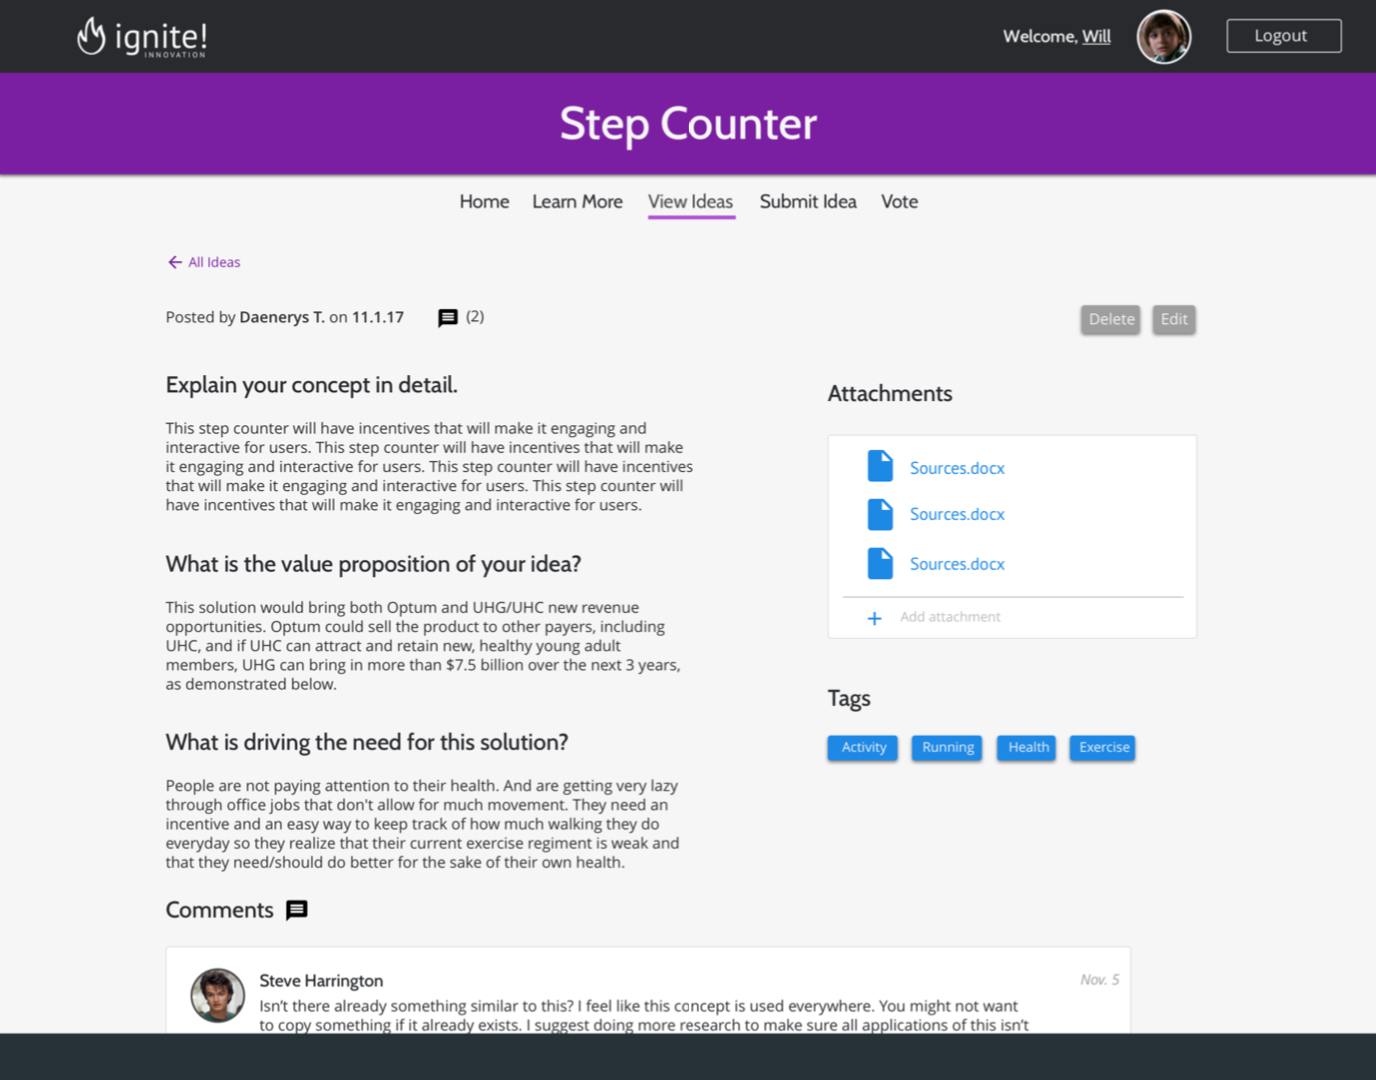 ignite!
INNOVATION
Welcome, Will
Logout
Step Counter
Home Learn More View Ideas Submit Idea Vote
All Ideas
Posted by Daenerys T. on 11.1.17 (2)
Delete Edit
Explain your concept in detail.
This step counter will have incentives that will make it engaging and
interactive for users. This step counter will have incentives that will make
it engaging and interactive for users. This step counter will have incentives
that will make it engaging and interactive for users. This step counter will
have incentives that will make it engaging and interactive for users.
What is the value proposition of your idea?
This solution would bring both Optum and UHG/UHC new revenue
opportunities. Optum could sell the product to other payers, including
UHC, and if UHC can attract and retain new, healthy young adult
members, UHG can bring in more than $7.5 billion over the next 3 years,
as demonstrated below.
What is driving the need for this solution?
People are not paying attention to their health. And are getting very lazy
through office jobs that don't allow for much movement. They need an
incentive and an easy way to keep track of how much walking they do
everyday so they realize that their current exercise regiment is weak and
that they need/should do better for the sake of their own health.
Attachments
Sources.docx
Sources.docx
Sources.docx
+ Add attachment
Tags
Activity Running Health Exercise
Comments
Steve Harrington
Nov. 5
Isn't there already something similar to this? I feel like this concept is used everywhere. You might not want
to copy something if it already exists. I suggest doing more research to make sure all applications of this isn't